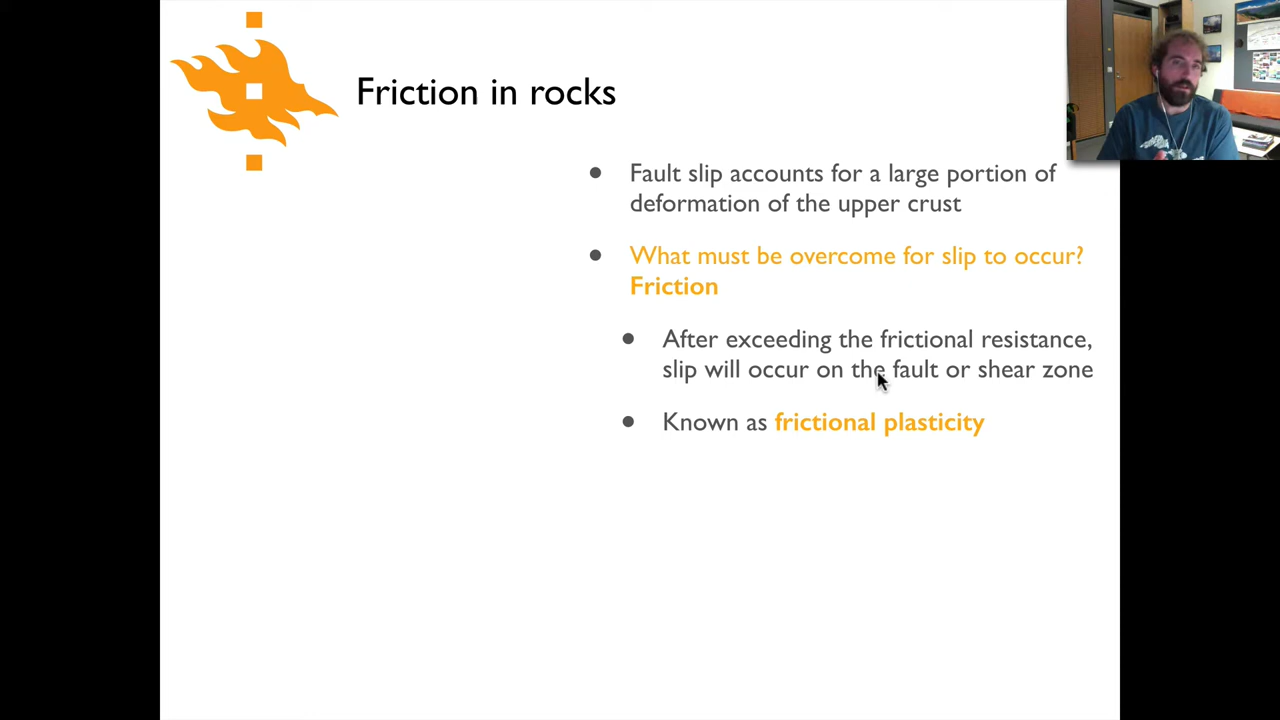 Friction in rocks
• Fault slip accounts for a large portion of
deformation of the upper crust
• What must be overcome for slip to occur?
Friction
• After exceeding the frictional resistance,
slip will occur on the fault or shear zone
• Known as frictional plasticity